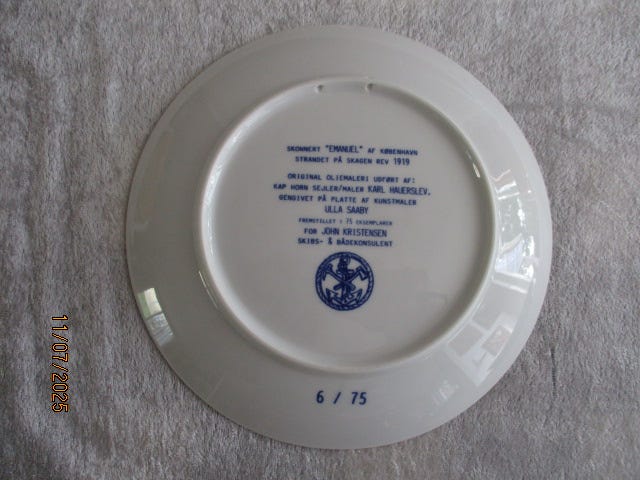 SKONNERT "EMANUEL" AF KØBENHAVN
STRANDET PÅ SKAGEN REV 1919
ORIGINAL OLIEMALERI UDFØRT AF:
KAP HORN SEJLER/MALER KARL HAUERSLEV.
GENGIVET PÅ PLATTE AF KUNSTMALER
ULLA SAABY
FREMSTILLET I 75 EKSEMPLARER
FOR JOHN KRISTENSEN
SKIBS- & BÅDEKONSULENT
6 / 75
11/07/2025